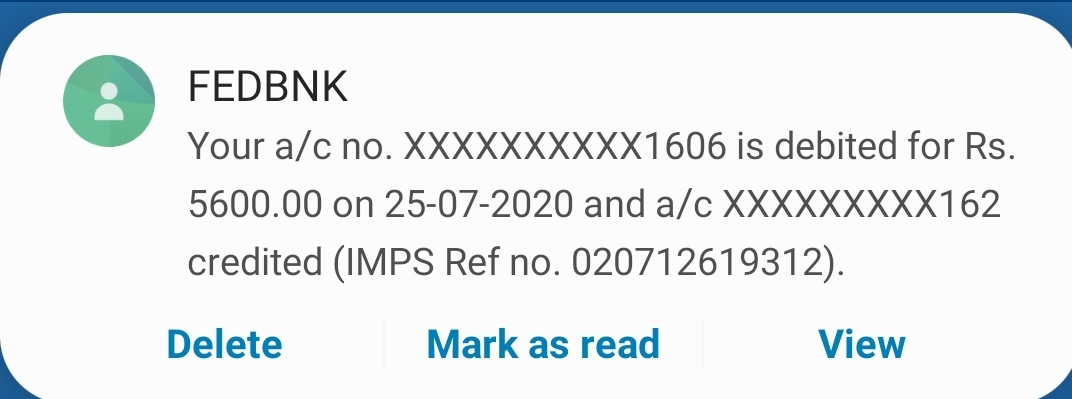 FEDBNK
Your a/c no. XXXXXXXXXX1606 is debited for Rs.
5600.00 on 25-07-2020 and a/c XXXXXXXXX162
credited (IMPS Ref no. 020712619312).
Delete Mark as read View